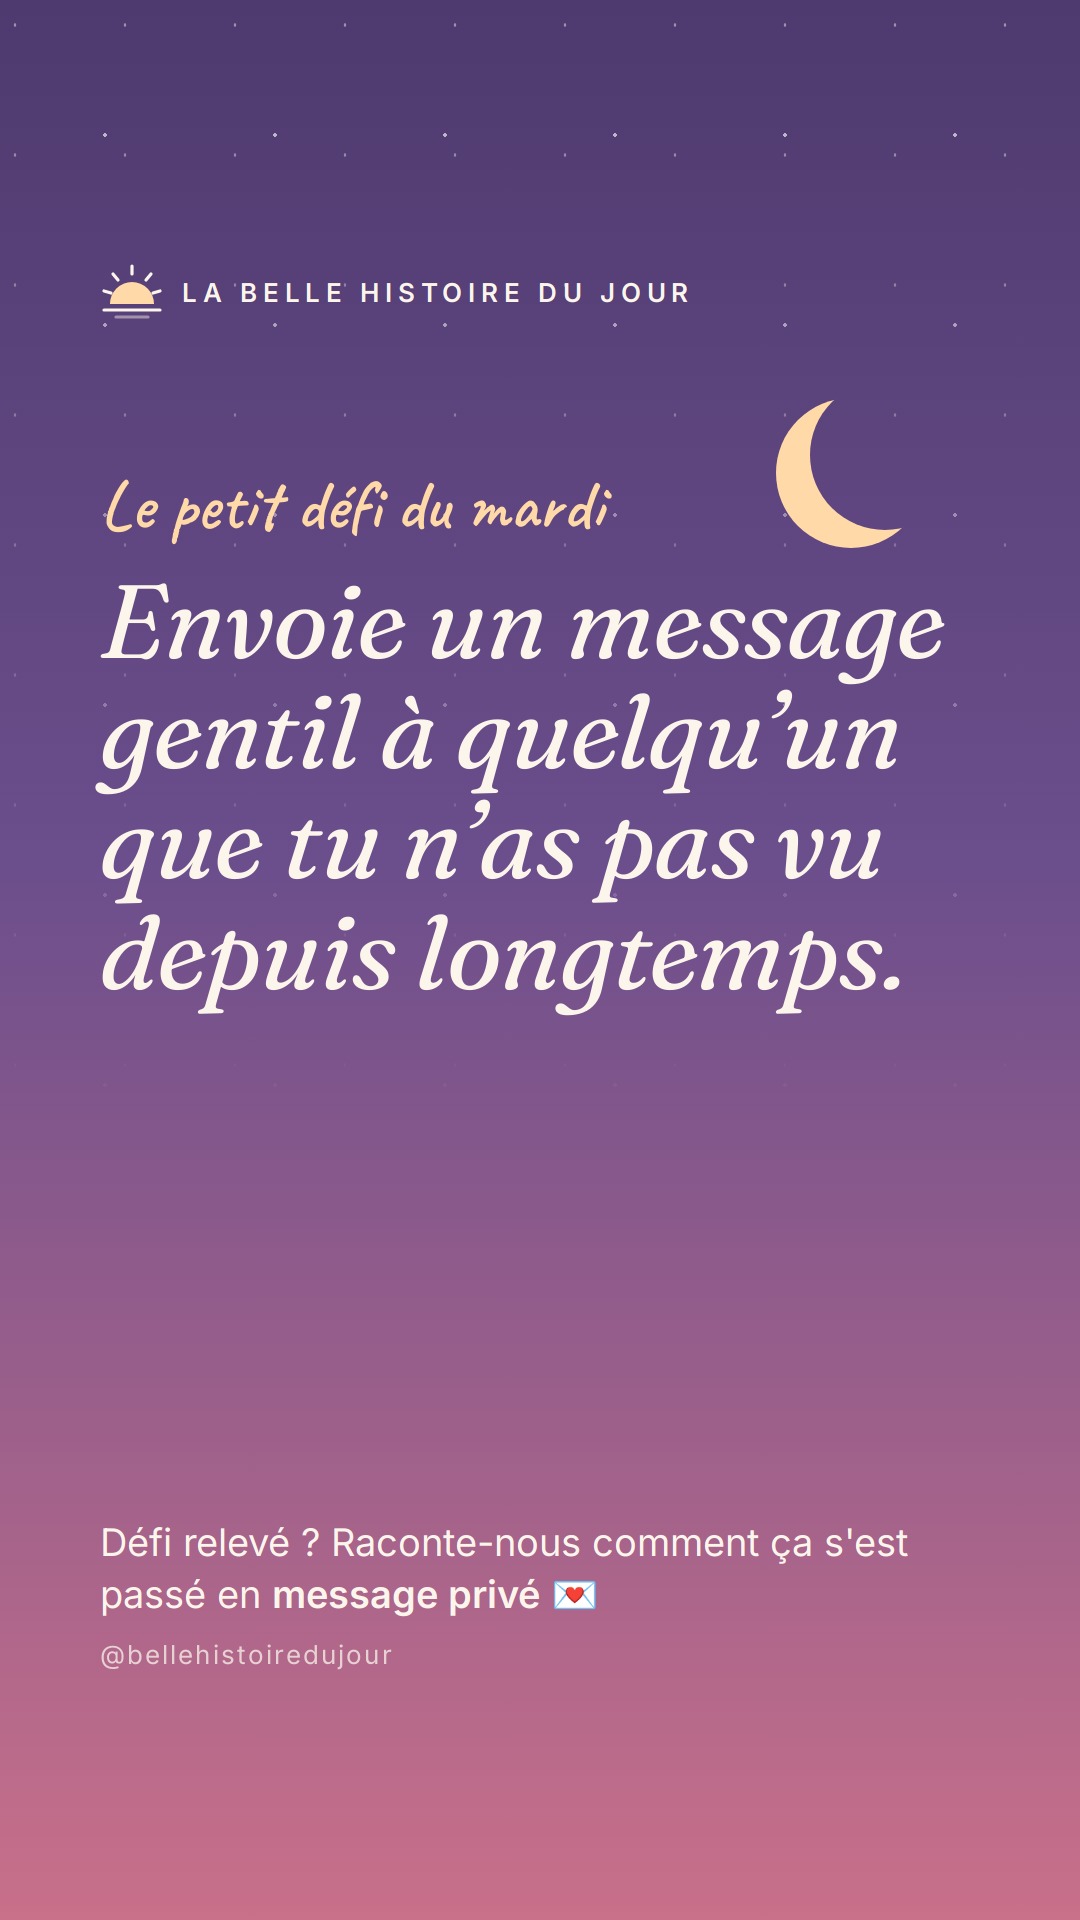 LA BELLE HISTOIRE DU JOUR
Le petit défi du mardi
Envoie un message
gentil à quelqu’un
que tu n’as pas vu
depuis longtemps.
Défi relevé ? Raconte-nous comment ça s'est
passé en message privé 💌
@bellehistoiredujour